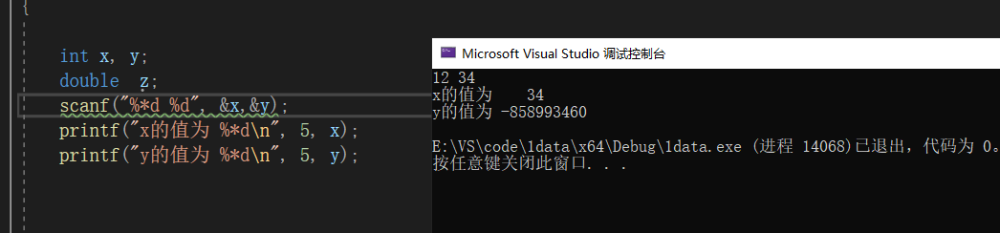 {
int x, y;
double  z;
scanf("%*d %d", &x,&y);
printf("x的值为 %*d\n", 5, x);
printf("y的值为 %*d\n", 5, y);
Microsoft Visual Studio 调试控制台
12 34
x的值为    34
y的值为 -858993460
E:\VS\code\1data\x64\Debug\1data.exe (进程 14068)已退出，代码为 0。
按任意键关闭此窗口. . .